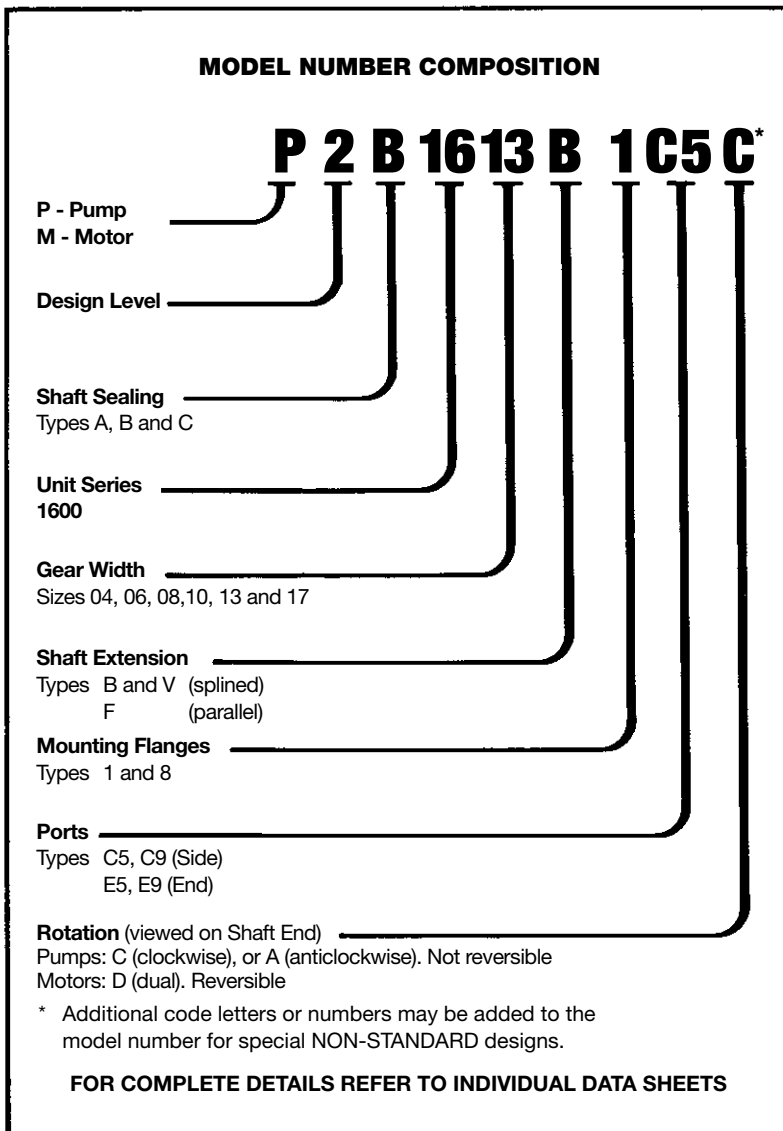 MODEL NUMBER COMPOSITION
P 2 B 16 13 B 1 C5 C*
P - Pump
M - Motor
Design Level
Shaft Sealing
Types A, B and C
Unit Series
1600
Gear Width
Sizes 04, 06, 08,10, 13 and 17
Shaft Extension
Types B and V (splined)
F (parallel)
Mounting Flanges
Types 1 and 8
Ports
Types C5, C9 (Side)
E5, E9 (End)
Rotation (viewed on Shaft End)
Pumps: C (clockwise), or A (anticlockwise). Not reversible
Motors: D (dual). Reversible
* Additional code letters or numbers may be added to the
model number for special NON-STANDARD designs.
FOR COMPLETE DETAILS REFER TO INDIVIDUAL DATA SHEETS